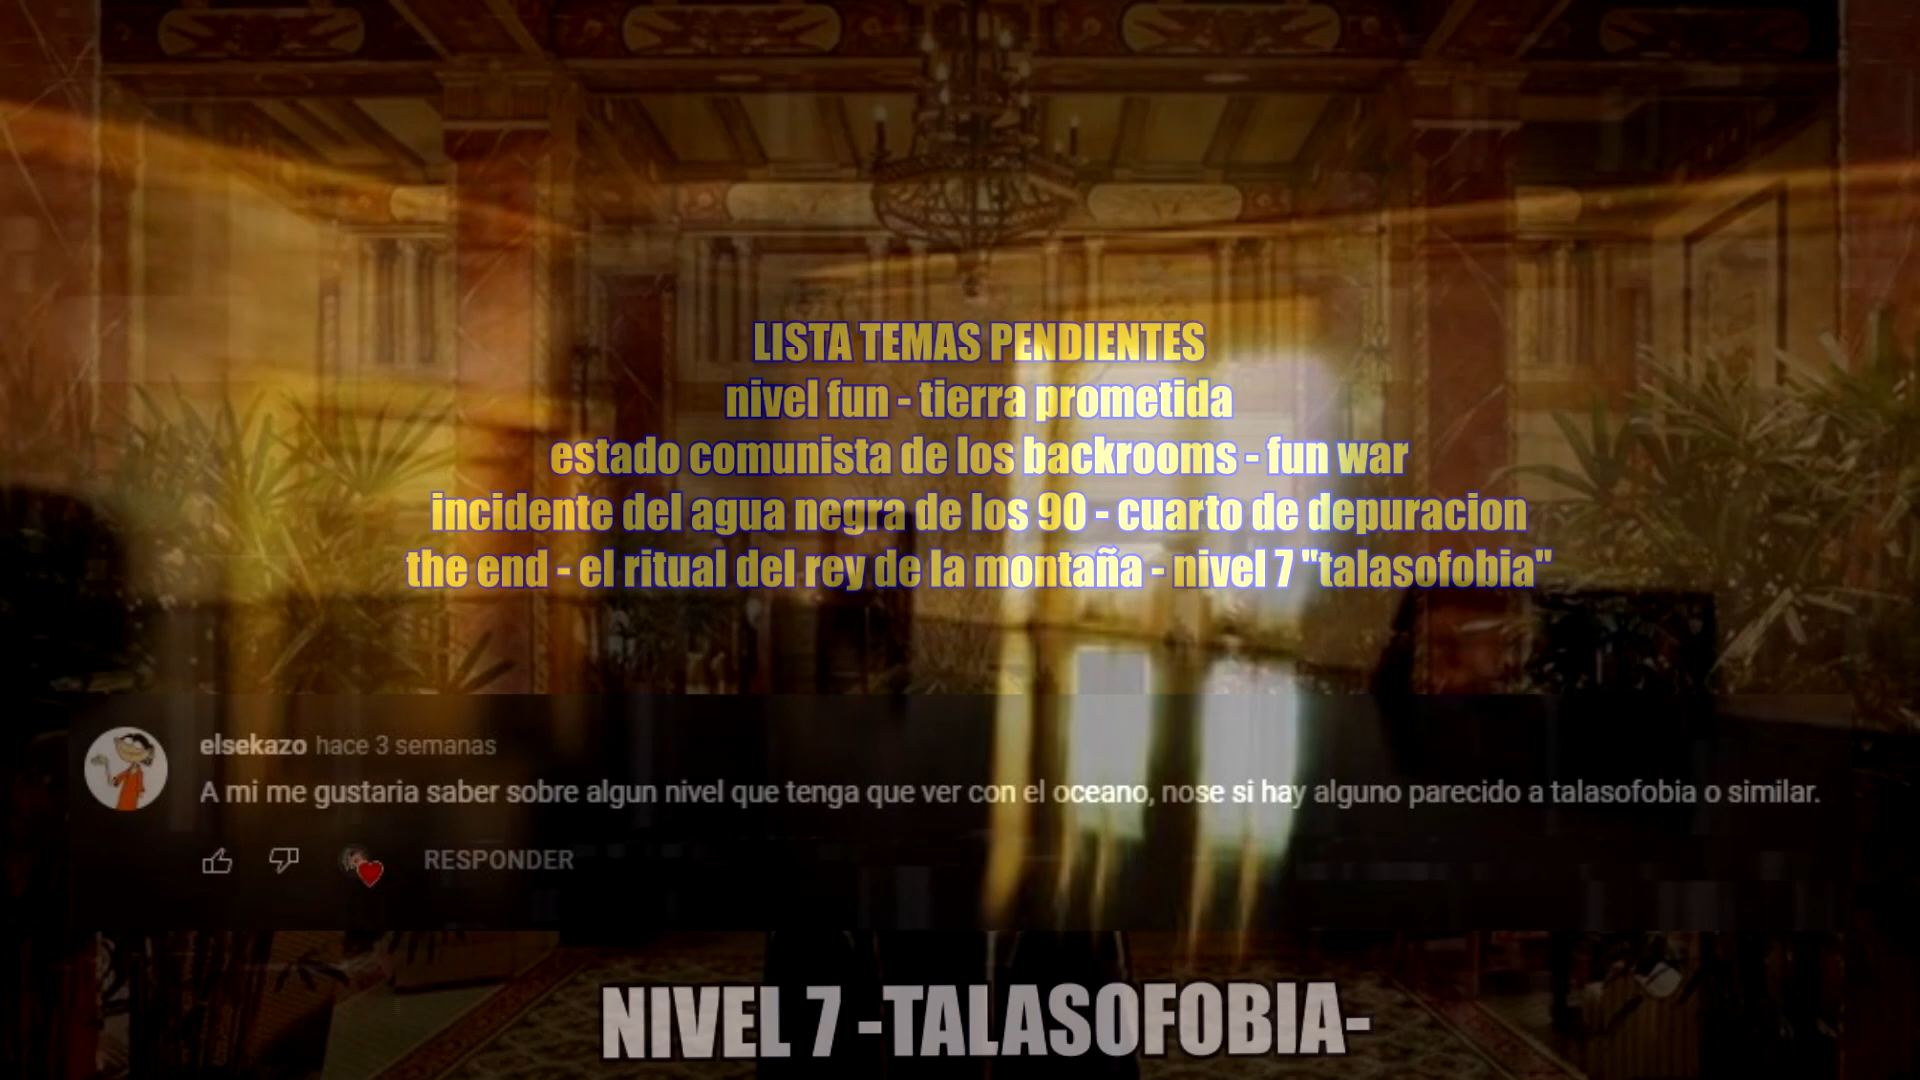 LISTA TEMAS PENDIENTES
nivel fun - tierra prometida
estado comunista de los backrooms - fun war
incidente del agua negra de los 90 - cuarto de depuracion
the end - el ritual del rey de la montaña - nivel 7 "talasofobia"
elsekazo hace 3 semanas
A mi me gustaria saber sobre algun nivel que tenga que ver con el oceano, nose si hay alguno parecido a talasofobia o similar.
RESPONDER
NIVEL 7 -TALASOFOBIA-